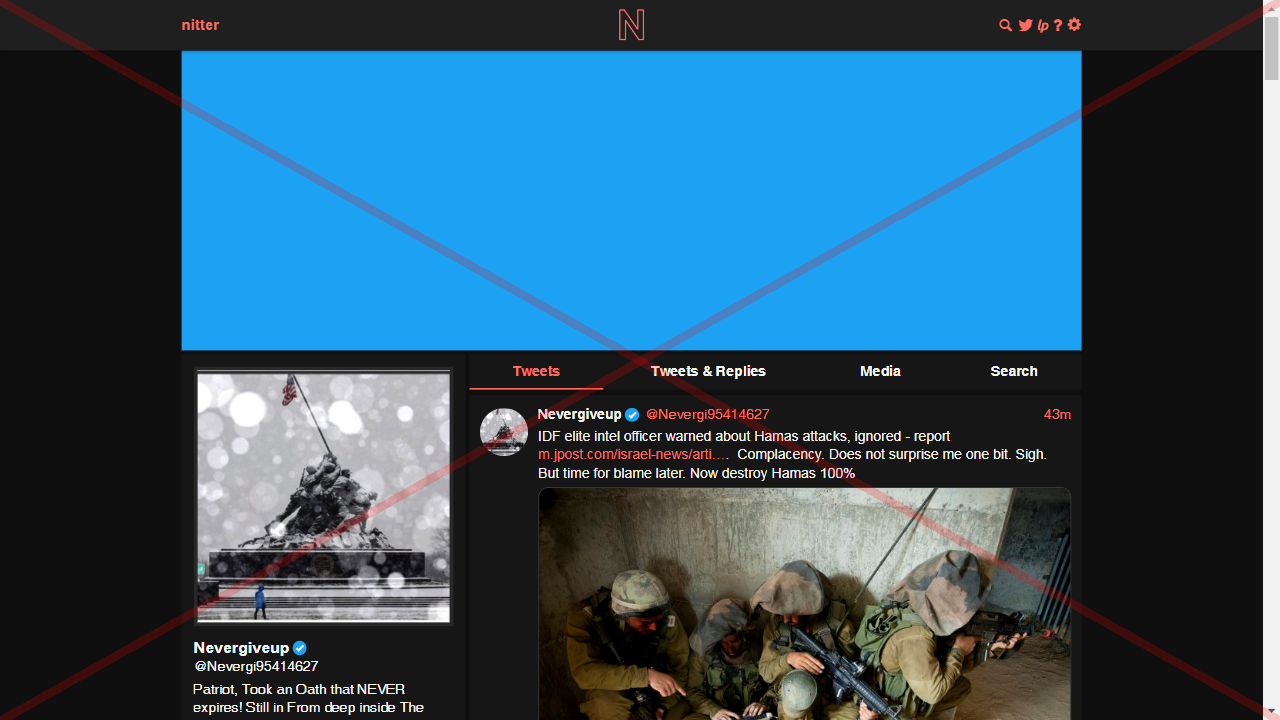 nitter
N
lp ?
Tweets
Tweets & Replies
Media
Search
Nevergiveup @Nevergi95414627 43m
IDF elite intel officer warned about Hamas attacks, ignored - report
m.jpost.com/israel-news/arti…. Complacency. Does not surprise me one bit. Sigh.
But time for blame later. Now destroy Hamas 100%
Nevergiveup
@Nevergi95414627
Patriot, Took an Oath that NEVER
expires! Still in From deep inside The